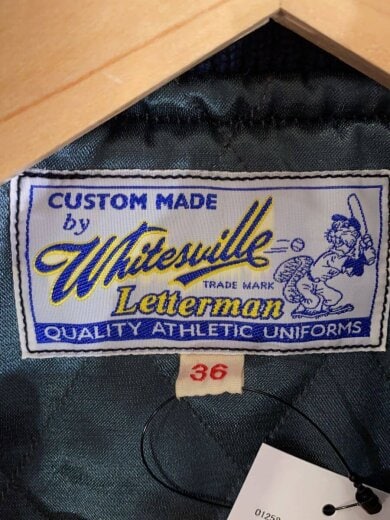 CUSTOM MADE
by
Whitesville
TRADE MARK
Letterman
QUALITY ATHLETIC UNIFORMS
36